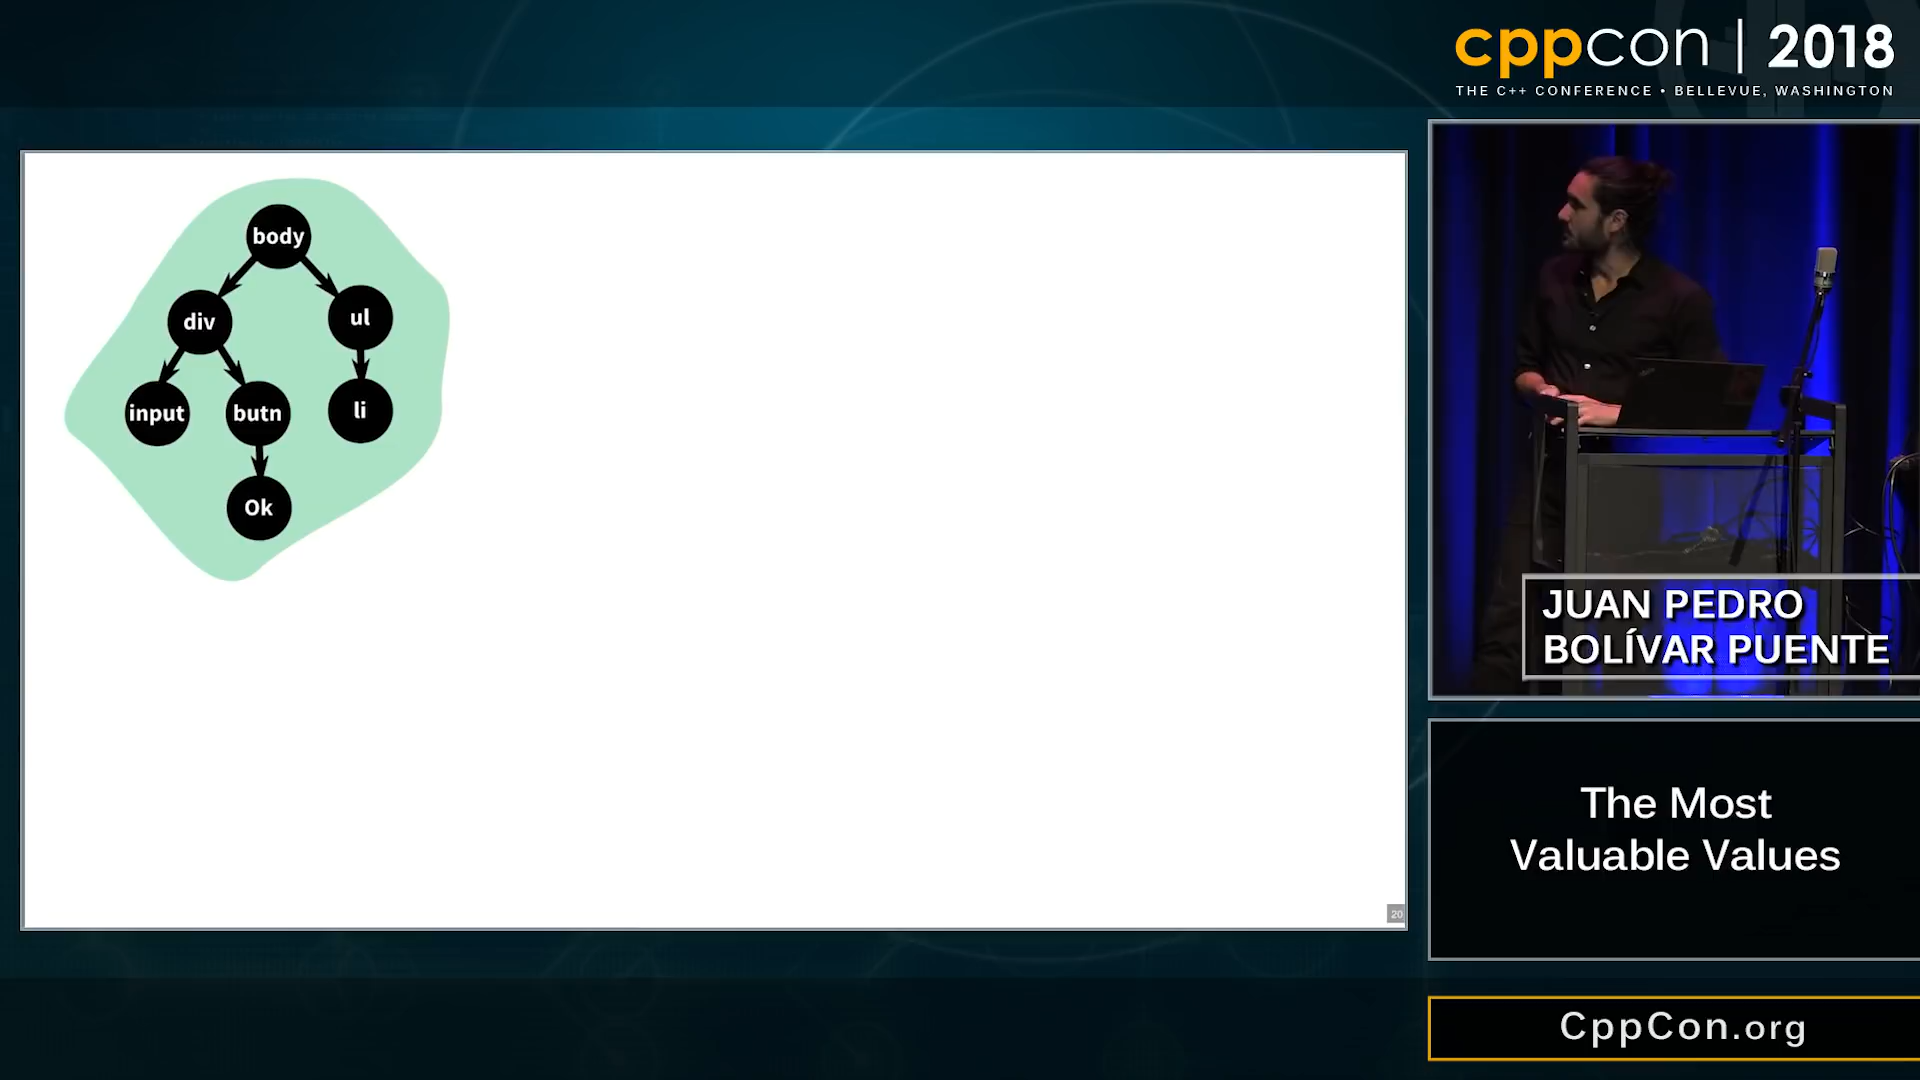 cppcon | 2018
THE C++ CONFERENCE • BELLEVUE, WASHINGTON
body
div
ul
input
butn
li
Ok
20
JUAN PEDRO
BOLÍVAR PUENTE
The Most
Valuable Values
CppCon.org